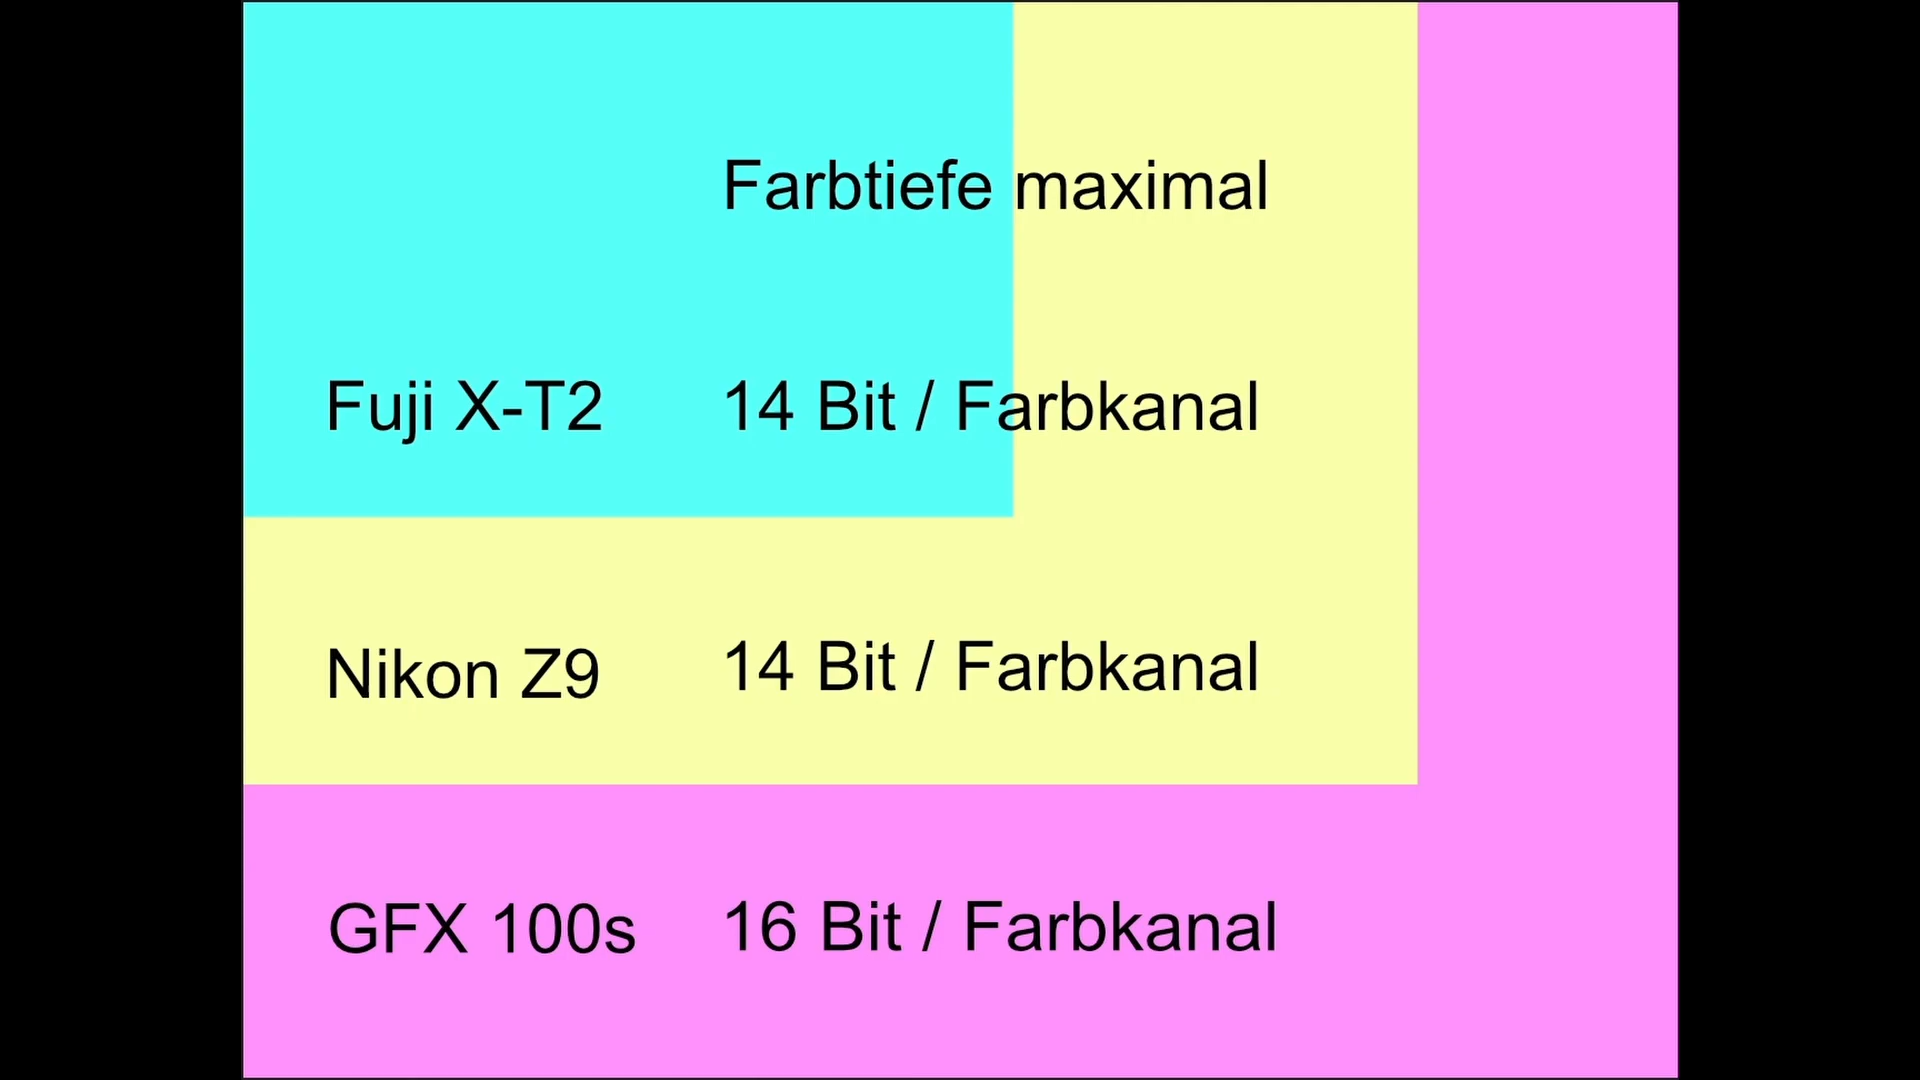 Farbtiefe maximal
Fuji X-T2 14 Bit / Farbkanal
Nikon Z9 14 Bit / Farbkanal
GFX 100s 16 Bit / Farbkanal